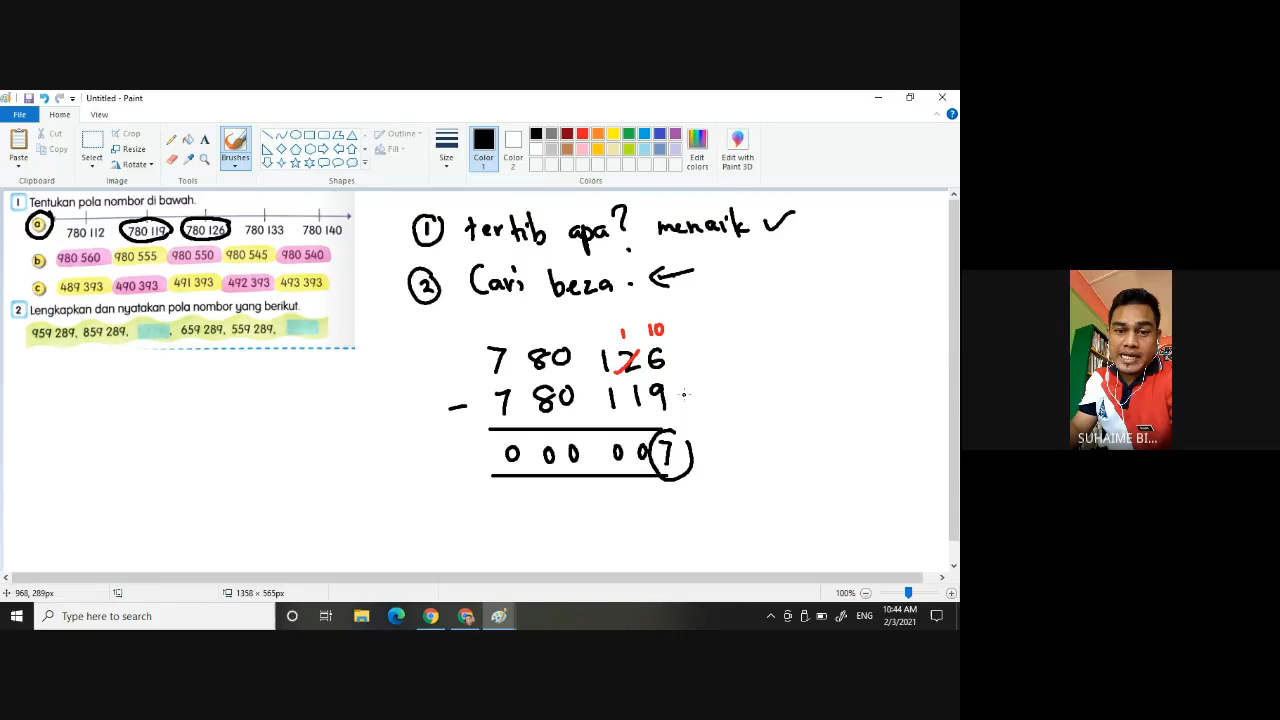 Untitled - Paint
File Home View
Paste
Cut
Copy
Clipboard
Select
Crop
Resize
Rotate
Image
Tools
Brushes
Shapes
Outline
Fill
Size
Color 1
Color 2
Colors
Edit colors
Edit with Paint 3D
1 Tentukan pola nombor di bawah.
a 780 112 780 119 780 126 780 133 780 140
b 980 560 980 555 980 550 980 545 980 540
c 489 393 490 393 491 393 492 393 493 393
2 Lengkapkan dan nyatakan pola nombor yang berikut.
959 289, 859 289, , 659 289, 559 289,
1 tertib apa? menaik ✓
2 Cari beza. ←
1 10
7 80 126
- 7 80 119
0 00 007
SUHAIME BI...
968, 289px
1358 × 565px
100%
Type here to search
ENG
10:44 AM
2/3/2021